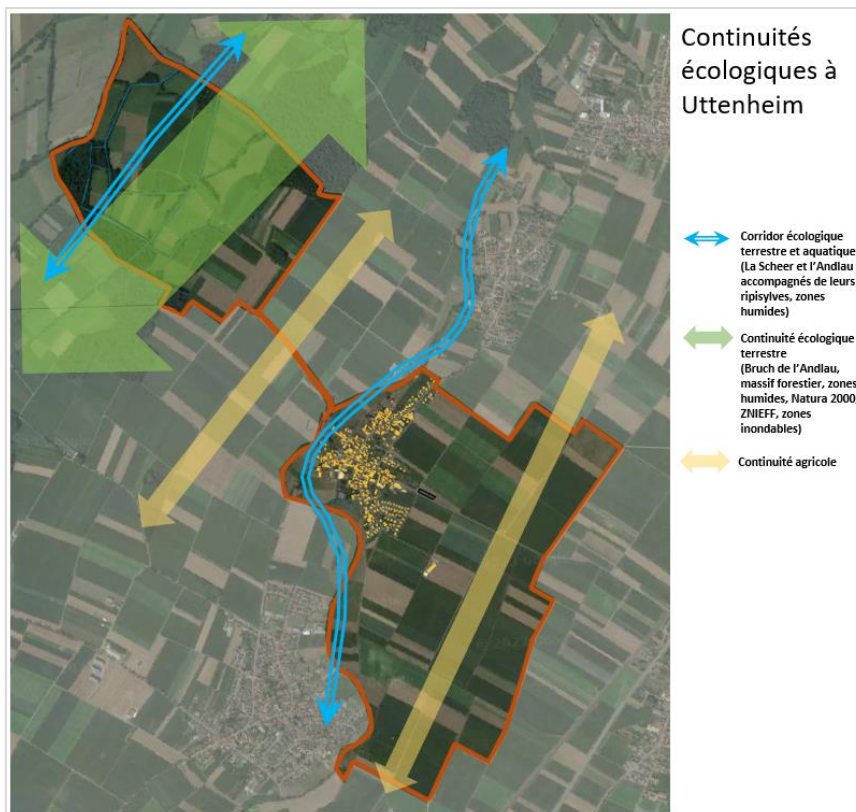 Continuités
écologiques à
Uttenheim
Corridor écologique
terrestre et aquatique
(La Scheer et l'Andlau
accompagnés de leurs
ripisylves, zones
humides)
Continuité écologique
terrestre
(Bruch de l'Andlau,
massif forestier, zones
humides, Natura 2000,
ZNIEFF, zones
inondables)
Continuité agricole